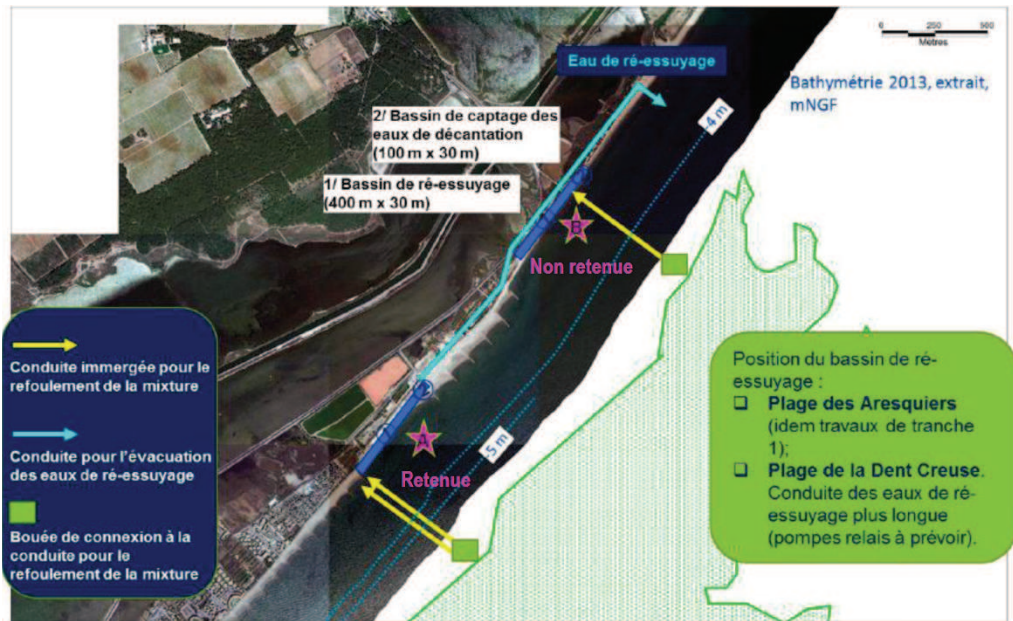 0 250 500
Mètres
Eau de ré-essuyage
Bathymétrie 2013, extrait,
mNGF
2/ Bassin de captage des
eaux de décantation
(100 m x 30 m)
1/ Bassin de ré-essuyage
(400 m x 30 m)
-4 m
B
Non retenue
A
Retenue
-5 m
Conduite immergée pour le
refoulement de la mixture
Conduite pour l'évacuation
des eaux de ré-essuyage
Bouée de connexion à la
conduite pour le
refoulement de la mixture
Position du bassin de ré-
essuyage :
Plage des Aresquiers
(idem travaux de tranche
1);
Plage de la Dent Creuse.
Conduite des eaux de ré-
essuyage plus longue
(pompes relais à prévoir).